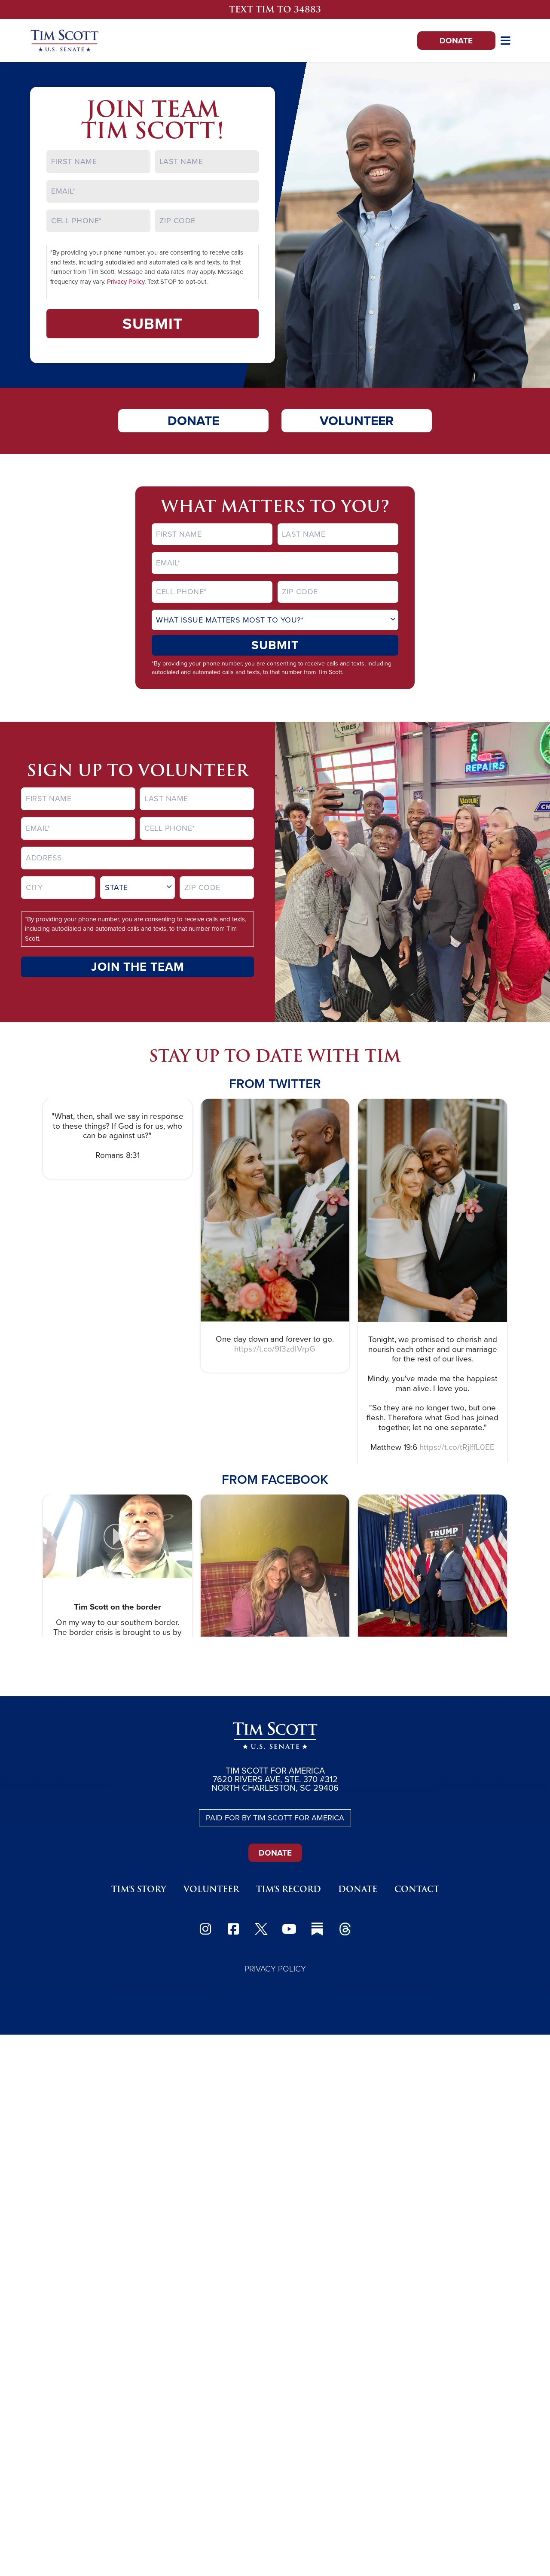 TEXT TIM TO 34883
TIM SCOTT
U.S. SENATE
DONATE
JOIN TEAM
TIM SCOTT!
FIRST NAME
LAST NAME
EMAIL*
CELL PHONE*
ZIP CODE
*By providing your phone number, you are consenting to receive calls
and texts, including autodialed and automated calls and texts, to that
number from Tim Scott. Message and data rates may apply. Message
frequency may vary. Privacy Policy. Text STOP to opt-out.
SUBMIT
DONATE
VOLUNTEER
WHAT MATTERS TO YOU?
FIRST NAME
LAST NAME
EMAIL*
CELL PHONE*
ZIP CODE
WHAT ISSUE MATTERS MOST TO YOU?*
SUBMIT
*By providing your phone number, you are consenting to receive calls and texts, including
autodialed and automated calls and texts, to that number from Tim Scott.
SIGN UP TO VOLUNTEER
FIRST NAME
LAST NAME
EMAIL*
CELL PHONE*
ADDRESS
CITY
STATE
ZIP CODE
*By providing your phone number, you are consenting to receive calls and texts,
including autodialed and automated calls and texts, to that number from Tim
Scott.
JOIN THE TEAM
TIRES
CAR
REPAIRS
VALVOLINE
STAY UP TO DATE WITH TIM
FROM TWITTER
"What, then, shall we say in response
to these things? If God is for us, who
can be against us?"
Romans 8:31
One day down and forever to go.
https://t.co/9f3zdIVrpG
Tonight, we promised to cherish and
nourish each other and our marriage
for the rest of our lives.
Mindy, you've made me the happiest
man alive. I love you.
"So they are no longer two, but one
flesh. Therefore what God has joined
together, let no one separate."
Matthew 19:6 https://t.co/tRjIffL0EE
FROM FACEBOOK
Tim Scott on the border
On my way to our southern border.
The border crisis is brought to us by
TRUMP
TIM SCOTT
U.S. SENATE
TIM SCOTT FOR AMERICA
7620 RIVERS AVE, STE. 370 #312
NORTH CHARLESTON, SC 29406
PAID FOR BY TIM SCOTT FOR AMERICA
DONATE
TIM'S STORY
VOLUNTEER
TIM'S RECORD
DONATE
CONTACT
PRIVACY POLICY